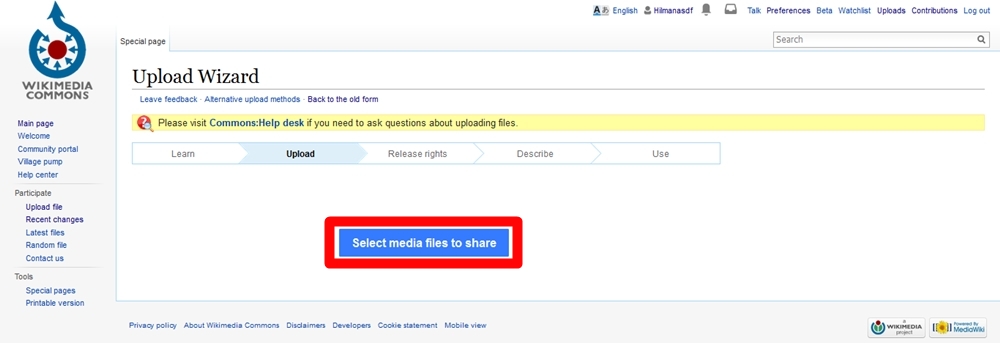 English Hilmanasdf Talk Preferences Beta Watchlist Uploads Contributions Log out
Special page
Search
WIKIMEDIA
COMMONS
Upload Wizard
Leave feedback · Alternative upload methods · Back to the old form
Please visit Commons:Help desk if you need to ask questions about uploading files.
Learn Upload Release rights Describe Use
Main page
Welcome
Community portal
Village pump
Help center
Participate
Upload file
Recent changes
Latest files
Random file
Contact us
Tools
Special pages
Printable version
Select media files to share
Privacy policy About Wikimedia Commons Disclaimers Developers Cookie statement Mobile view
A WIKIMEDIA project
Powered By MediaWiki